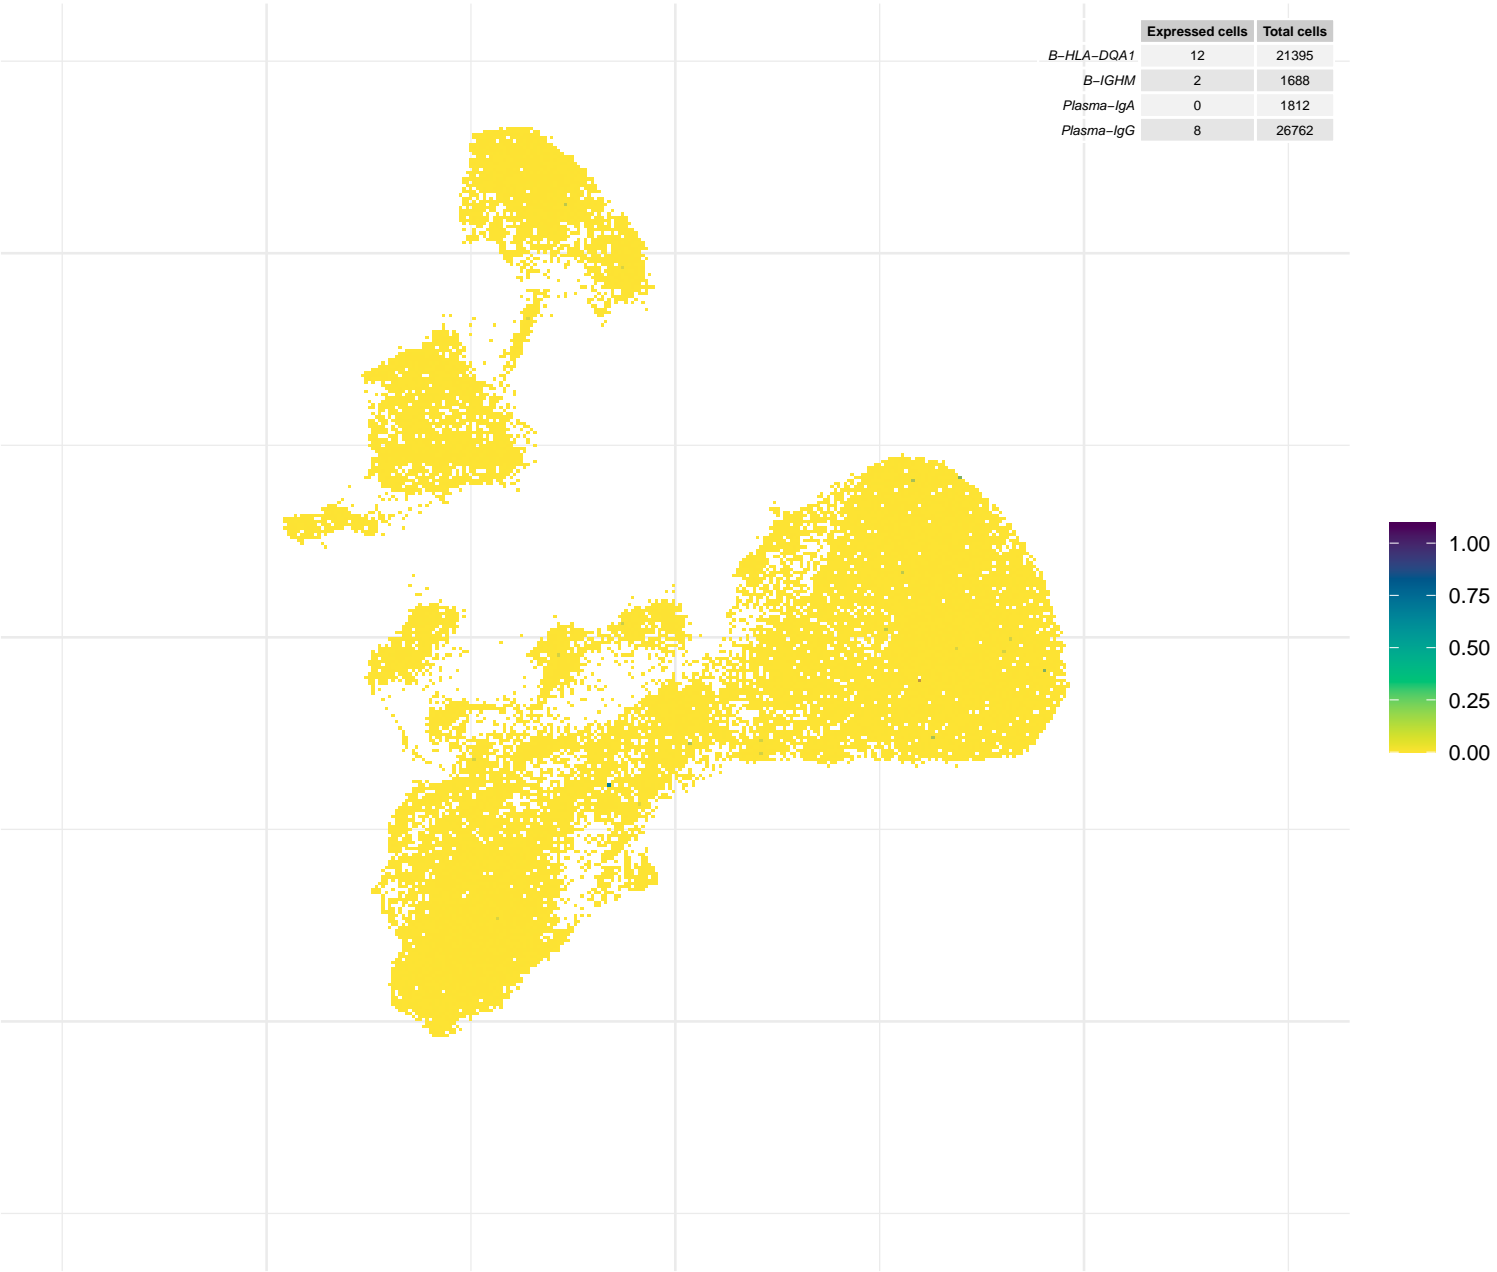 Expressed cells Total cells
B−HLA−DQA1 12 21395
B−IGHM 2 1688
Plasma−IgA 0 1812
Plasma−IgG 8 26762
1.00
0.75
0.50
0.25
0.00